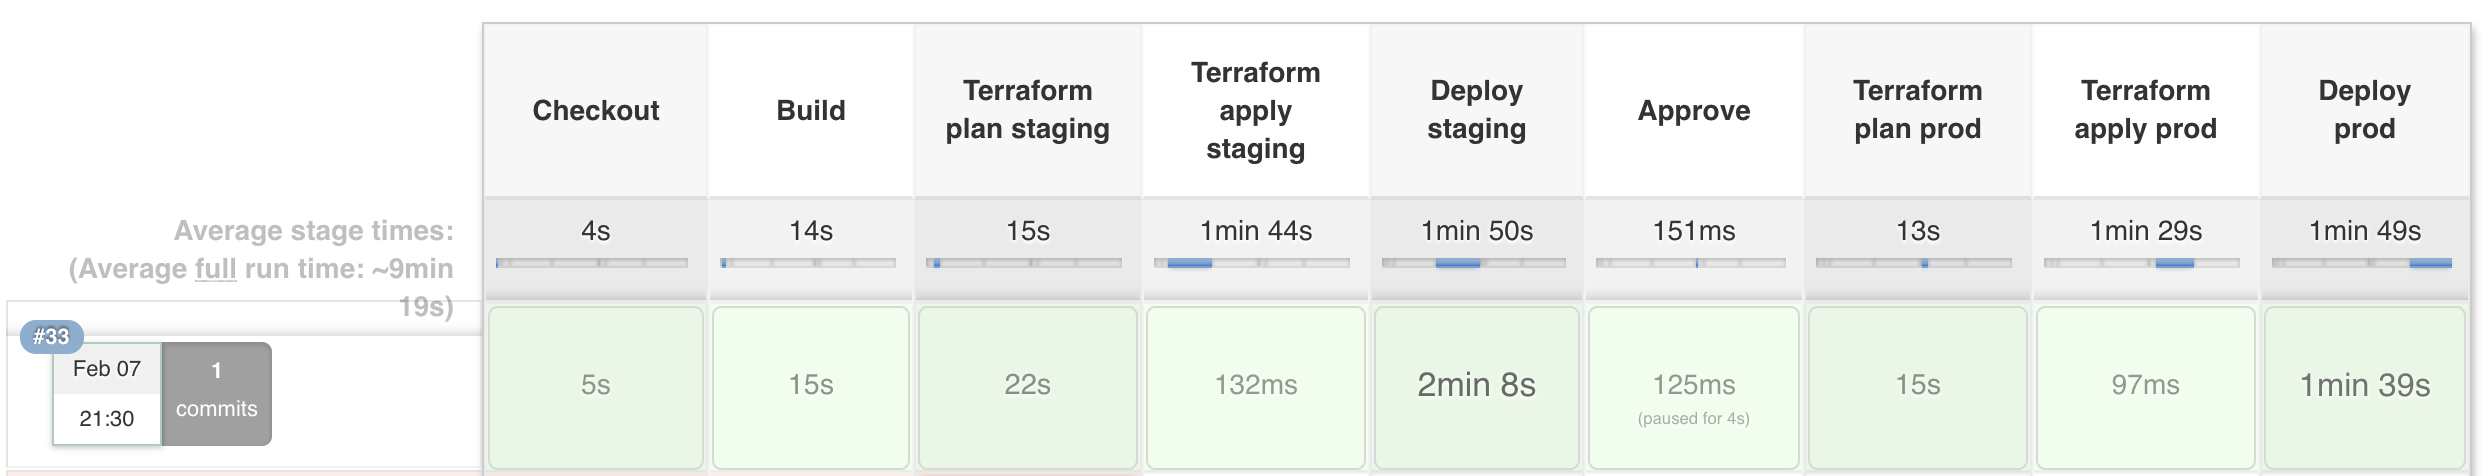 Checkout
Build
Terraform
plan staging
Terraform
apply
staging
Deploy
staging
Approve
Terraform
plan prod
Terraform
apply prod
Deploy
prod
Average stage times:
(Average full run time: ~9min
19s)
4s
14s
15s
1min 44s
1min 50s
151ms
13s
1min 29s
1min 49s
#33
Feb 07
21:30
1
commits
5s
15s
22s
132ms
2min 8s
125ms
(paused for 4s)
15s
97ms
1min 39s